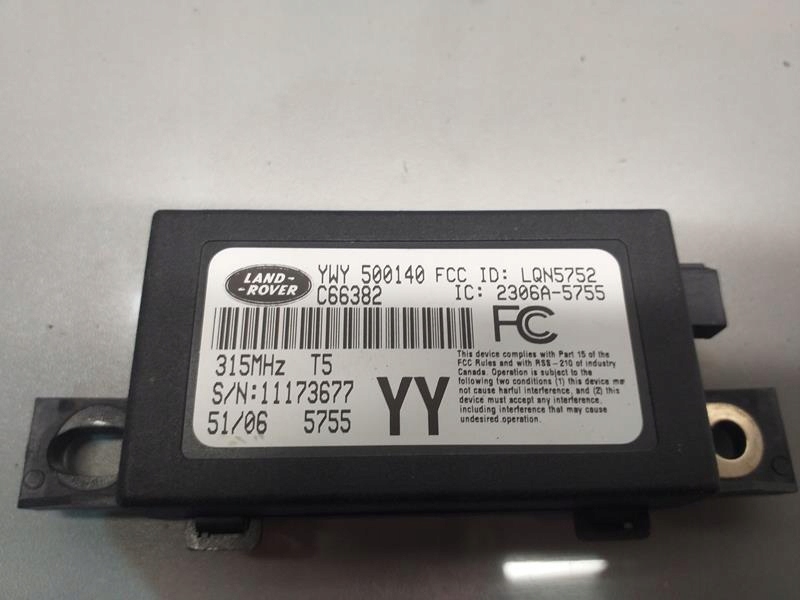 LAND-
-ROVER
YWY 500140 FCC ID: LQN5752
C66382 IC: 2306A-5755
FC
315MHz T5
S/N:11173677
51/06 5755
YY
This device complies with Part 15 of the
FCC Rules and with RSS-210 of industry
Canada. Operation is subject to the
following two conditions (1) this device may
not cause harmful interference, and (2) this
device must accept any interference,
including interference that may cause
undesired operation.